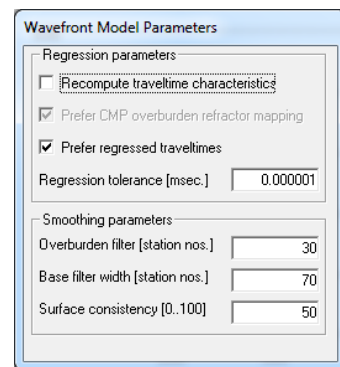 Wavefront Model Parameters
Regression parameters
Recompute traveltime characteristics
Prefer CMP overburden refractor mapping
Prefer regressed traveltimes
Regression tolerance [msec.] 0.000001
Smoothing parameters
Overburden filter [station nos.] 30
Base filter width [station nos.] 70
Surface consistency [0..100] 50